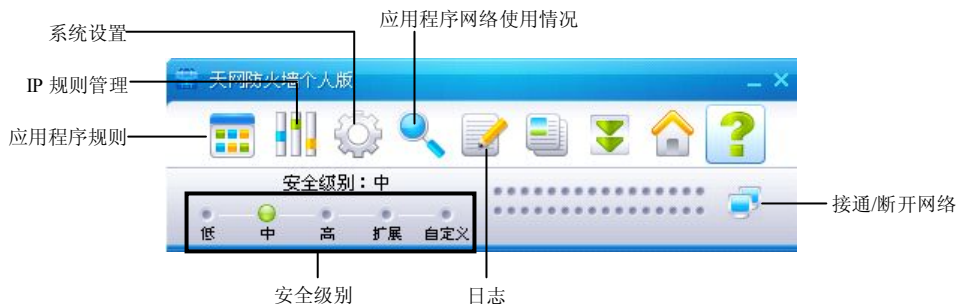 应用程序网络使用情况
系统设置
IP 规则管理
应用程序规则
天网防火墙个人版
安全级别：中
低 中 高 扩展 自定义
接通/断开网络
安全级别
日志